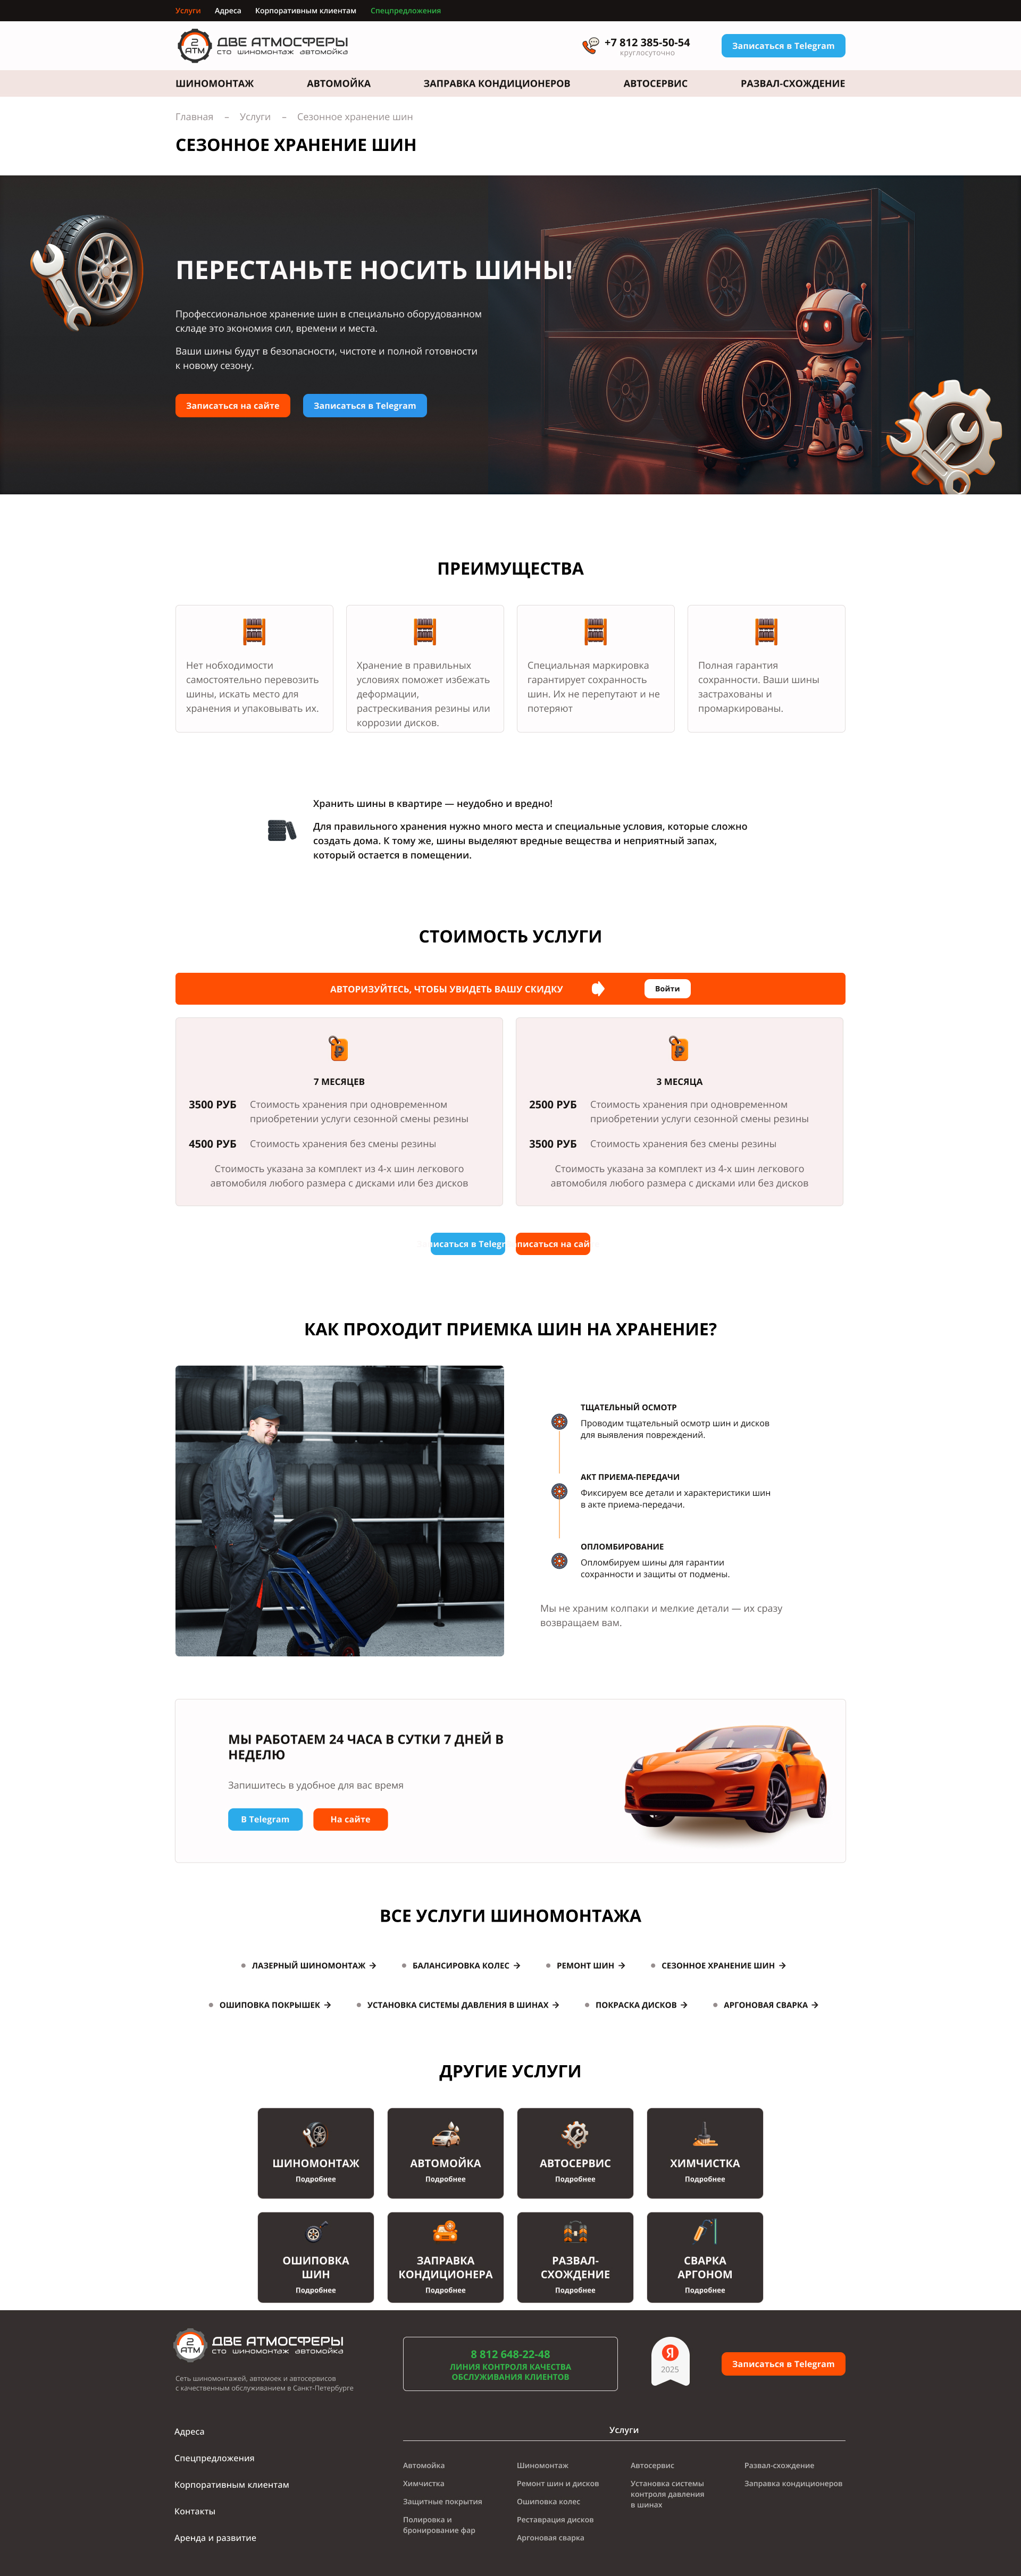 Услуги Адреса Корпоративным клиентам Спецпредложения
2 ATM ДВЕ АТМОСФЕРЫ
сто шиномонтаж автомойка
+7 812 385-50-54
круглосуточно
Записаться в Telegram
ШИНОМОНТАЖ АВТОМОЙКА ЗАПРАВКА КОНДИЦИОНЕРОВ АВТОСЕРВИС РАЗВАЛ-СХОЖДЕНИЕ
Главная – Услуги – Сезонное хранение шин
СЕЗОННОЕ ХРАНЕНИЕ ШИН
ПЕРЕСТАНЬТЕ НОСИТЬ ШИНЫ!
Профессиональное хранение шин в специально оборудованном
складе это экономия сил, времени и места.
Ваши шины будут в безопасности, чистоте и полной готовности
к новому сезону.
Записаться на сайте Записаться в Telegram
ПРЕИМУЩЕСТВА
Нет нобходимости
самостоятельно перевозить
шины, искать место для
хранения и упаковывать их.
Хранение в правильных
условиях поможет избежать
деформации,
растрескивания резины или
коррозии дисков.
Специальная маркировка
гарантирует сохранность
шин. Их не перепутают и не
потеряют
Полная гарантия
сохранности. Ваши шины
застрахованы и
промаркированы.
Хранить шины в квартире — неудобно и вредно!
Для правильного хранения нужно много места и специальные условия, которые сложно
создать дома. К тому же, шины выделяют вредные вещества и неприятный запах,
который остается в помещении.
СТОИМОСТЬ УСЛУГИ
АВТОРИЗУЙТЕСЬ, ЧТОБЫ УВИДЕТЬ ВАШУ СКИДКУ Войти
7 МЕСЯЦЕВ
3500 РУБ Стоимость хранения при одновременном
приобретении услуги сезонной смены резины
4500 РУБ Стоимость хранения без смены резины
Стоимость указана за комплект из 4-х шин легкового
автомобиля любого размера с дисками или без дисков
3 МЕСЯЦА
2500 РУБ Стоимость хранения при одновременном
приобретении услуги сезонной смены резины
3500 РУБ Стоимость хранения без смены резины
Стоимость указана за комплект из 4-х шин легкового
автомобиля любого размера с дисками или без дисков
писаться в Telegr писаться на сай
КАК ПРОХОДИТ ПРИЕМКА ШИН НА ХРАНЕНИЕ?
ТЩАТЕЛЬНЫЙ ОСМОТР
Проводим тщательный осмотр шин и дисков
для выявления повреждений.
АКТ ПРИЕМА-ПЕРЕДАЧИ
Фиксируем все детали и характеристики шин
в акте приема-передачи.
ОПЛОМБИРОВАНИЕ
Опломбируем шины для гарантии
сохранности и защиты от подмены.
Мы не храним колпаки и мелкие детали — их сразу
возвращаем вам.
МЫ РАБОТАЕМ 24 ЧАСА В СУТКИ 7 ДНЕЙ В
НЕДЕЛЮ
Запишитесь в удобное для вас время
В Telegram На сайте
ВСЕ УСЛУГИ ШИНОМОНТАЖА
ЛАЗЕРНЫЙ ШИНОМОНТАЖ → БАЛАНСИРОВКА КОЛЕС → РЕМОНТ ШИН → СЕЗОННОЕ ХРАНЕНИЕ ШИН →
ОШИПОВКА ПОКРЫШЕК → УСТАНОВКА СИСТЕМЫ ДАВЛЕНИЯ В ШИНАХ → ПОКРАСКА ДИСКОВ → АРГОНОВАЯ СВАРКА →
ДРУГИЕ УСЛУГИ
ШИНОМОНТАЖ
Подробнее
АВТОМОЙКА
Подробнее
АВТОСЕРВИС
Подробнее
ХИМЧИСТКА
Подробнее
ОШИПОВКА
ШИН
Подробнее
ЗАПРАВКА
КОНДИЦИОНЕРА
Подробнее
РАЗВАЛ-
СХОЖДЕНИЕ
Подробнее
СВАРКА
АРГОНОМ
Подробнее
2 ATM ДВЕ АТМОСФЕРЫ
сто шиномонтаж автомойка
Сеть шиномонтажей, автомоек и автосервисов
с качественным обслуживанием в Санкт-Петербурге
8 812 648-22-48
ЛИНИЯ КОНТРОЛЯ КАЧЕСТВА
ОБСЛУЖИВАНИЯ КЛИЕНТОВ
Я
2025
Записаться в Telegram
Адреса
Спецпредложения
Корпоративным клиентам
Контакты
Аренда и развитие
Услуги
Автомойка
Химчистка
Защитные покрытия
Полировка и
бронирование фар
Шиномонтаж
Ремонт шин и дисков
Ошиповка колес
Реставрация дисков
Аргоновая сварка
Автосервис
Установка системы
контроля давления
в шинах
Развал-схождение
Заправка кондиционеров